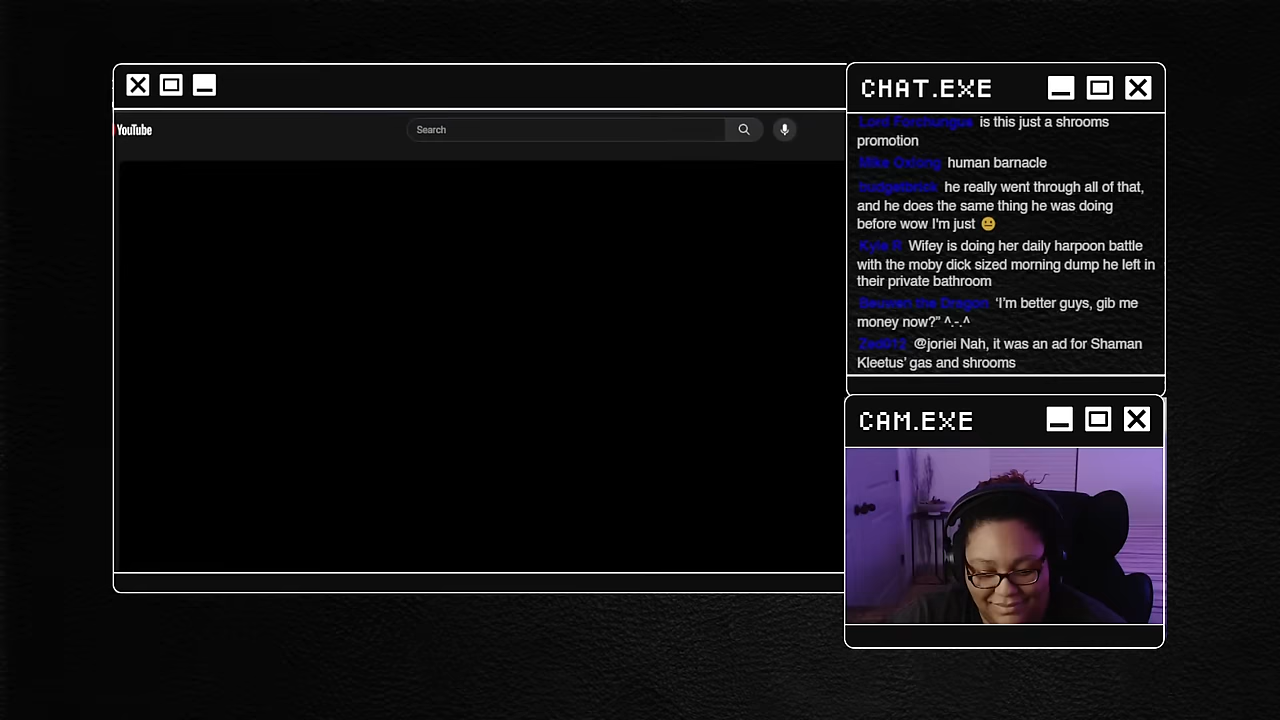 YouTube
Search
CHAT.EXE
is this just a shrooms
promotion
Mike Oxlong human barnacle
he really went through all of that,
and he does the same thing he was doing
before wow I'm just 😐
Kyle R Wifey is doing her daily harpoon battle
with the moby dick sized morning dump he left in
their private bathroom
‘I’m better guys, gib me
money now?” ^.-.^
@joriei Nah, it was an ad for Shaman
Kleetus’ gas and shrooms
CAM.EXE